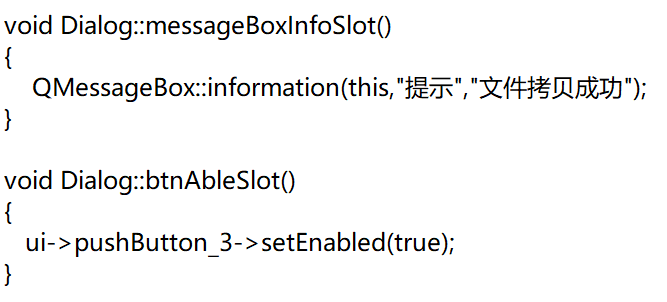 void Dialog::messageBoxInfoSlot()
{
    QMessageBox::information(this,"提示","文件拷贝成功");
}

void Dialog::btnAbleSlot()
{
   ui->pushButton_3->setEnabled(true);
}